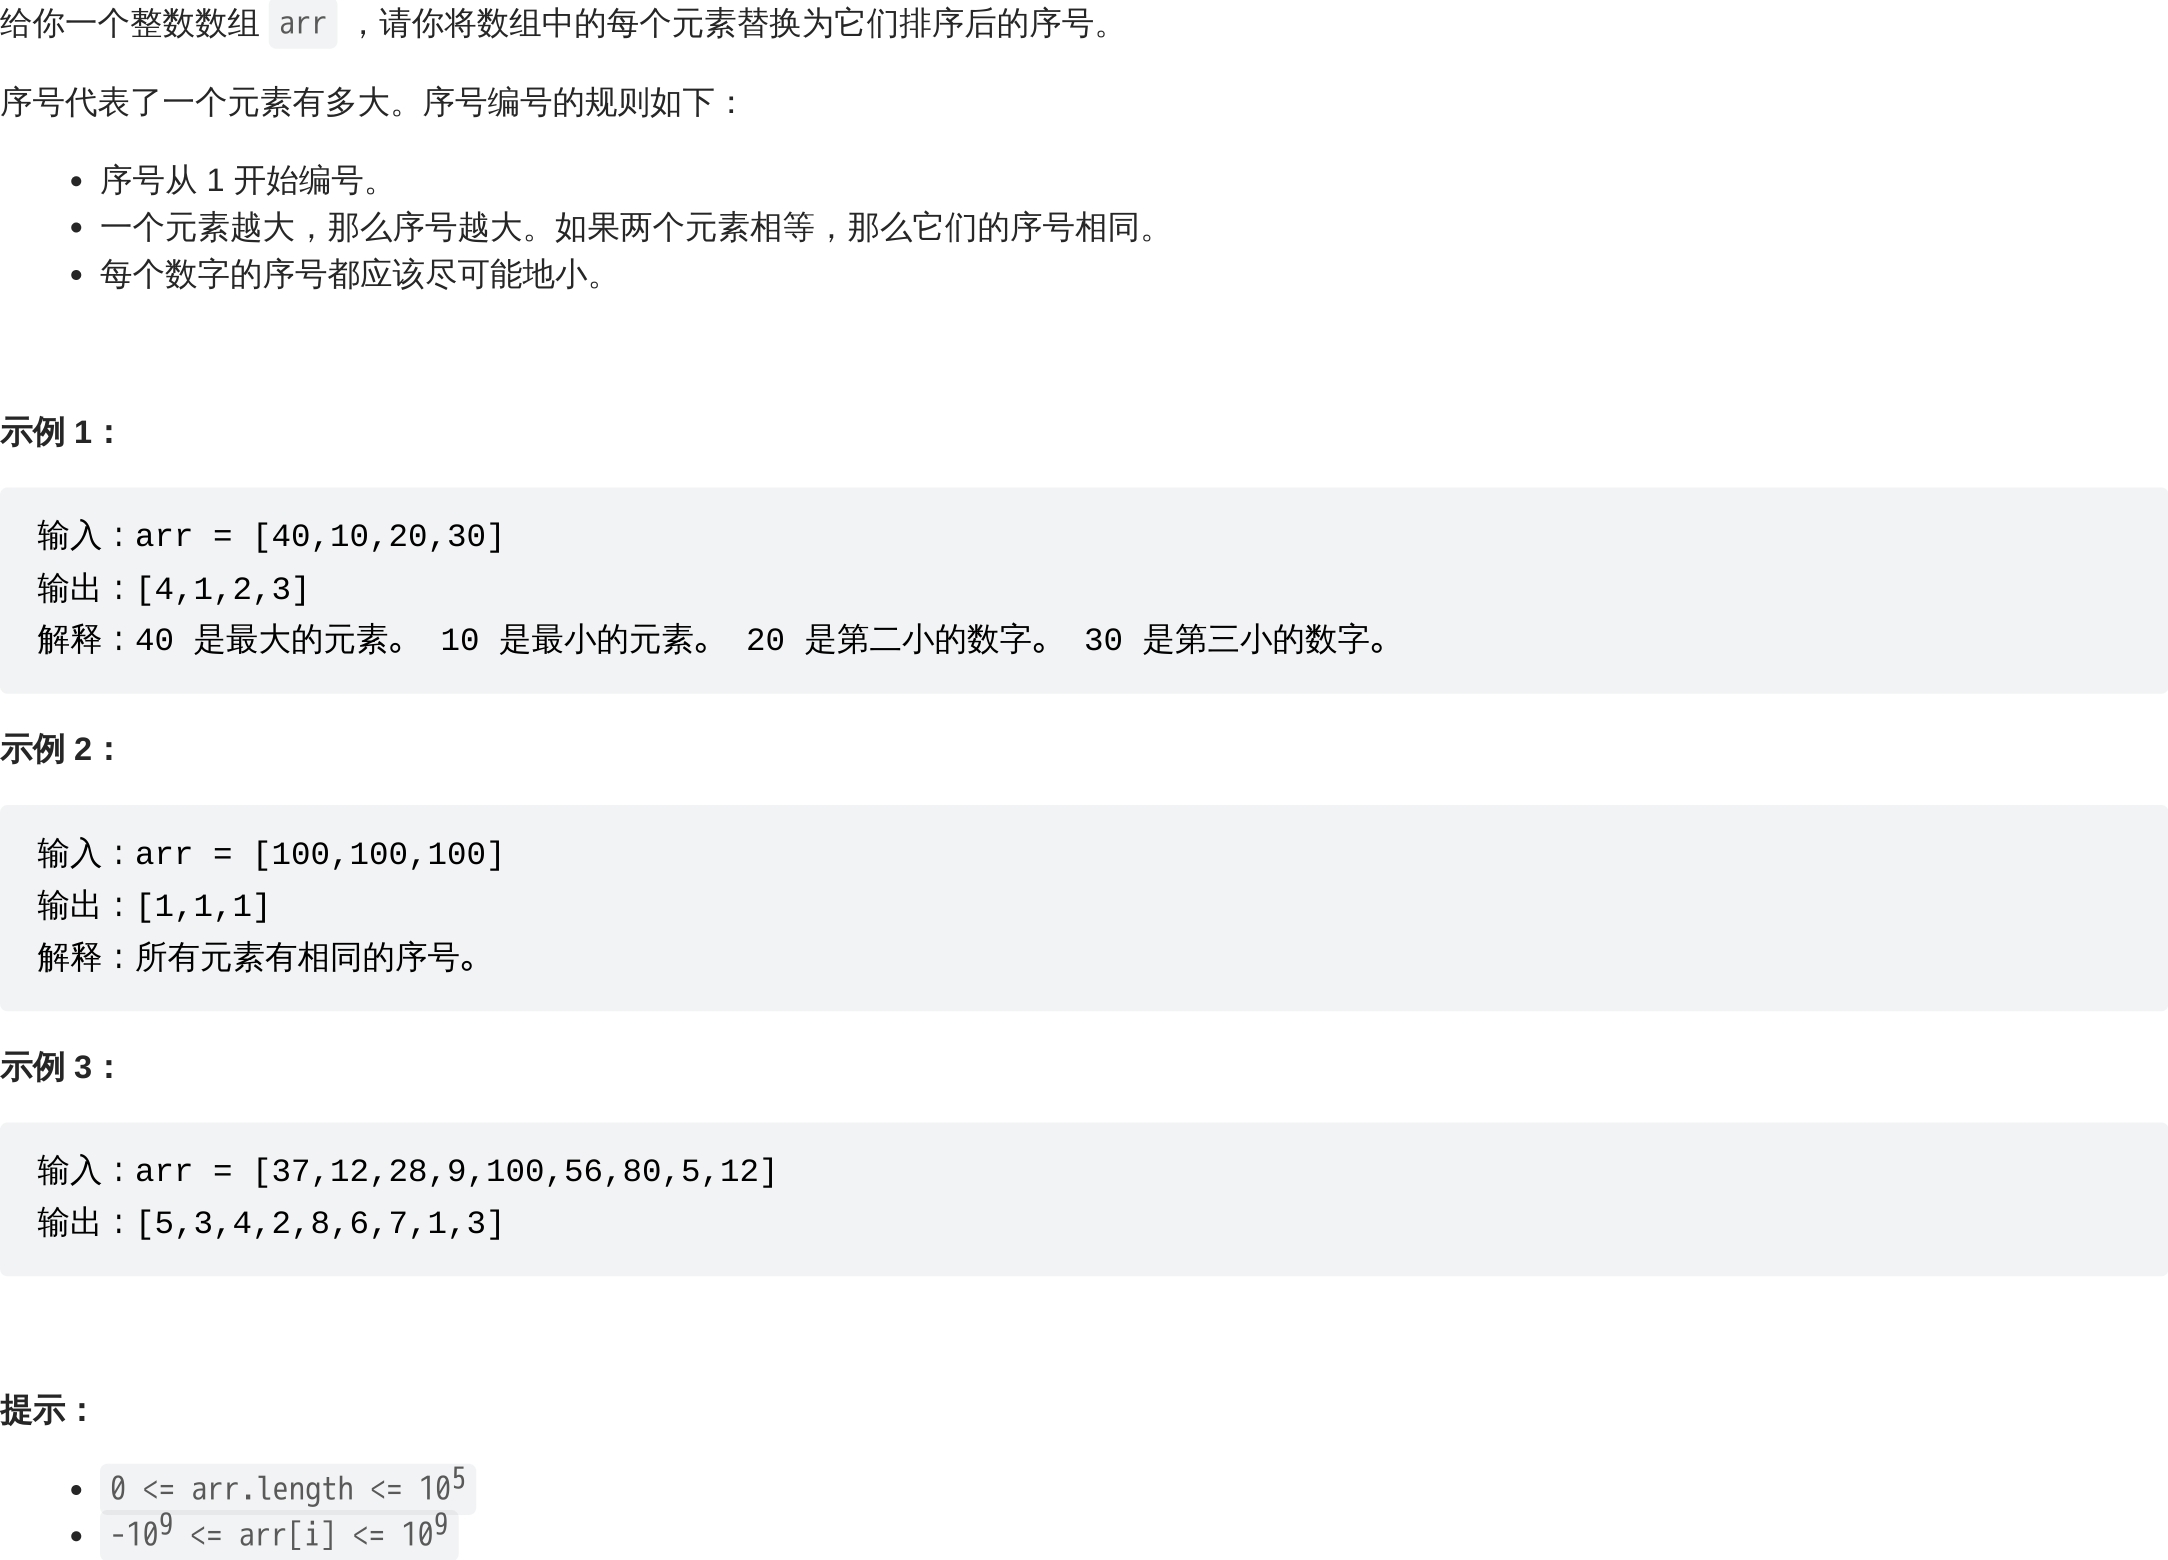 给你一个整数数组 arr ，请你将数组中的每个元素替换为它们排序后的序号。
序号代表了一个元素有多大。序号编号的规则如下：
• 序号从 1 开始编号。
• 一个元素越大，那么序号越大。如果两个元素相等，那么它们的序号相同。
• 每个数字的序号都应该尽可能地小。
示例 1：
输入：arr = [40,10,20,30]
输出：[4,1,2,3]
解释：40 是最大的元素。 10 是最小的元素。 20 是第二小的数字。 30 是第三小的数字。
示例 2：
输入：arr = [100,100,100]
输出：[1,1,1]
解释：所有元素有相同的序号。
示例 3：
输入：arr = [37,12,28,9,100,56,80,5,12]
输出：[5,3,4,2,8,6,7,1,3]
提示：
• 0 <= arr.length <= 10⁵
• -10⁹ <= arr[i] <= 10⁹